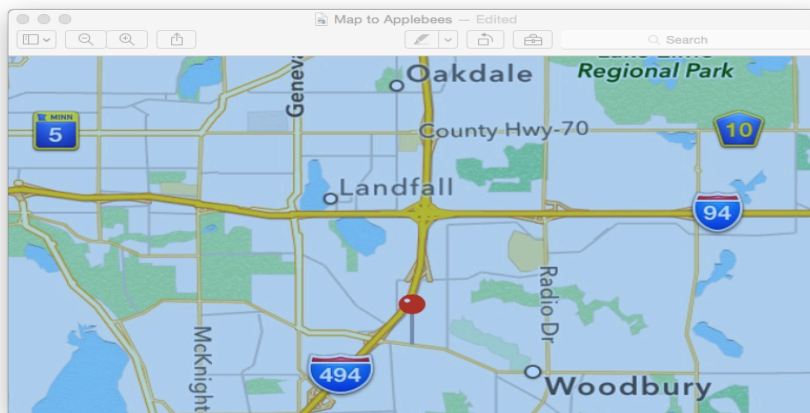 Map to Applebees — Edited
Search
Regional Park
Oakdale
Geneva
County Hwy-70
MINN
5
10
Landfall
94
Radio Dr
McKnight
494
Woodbury